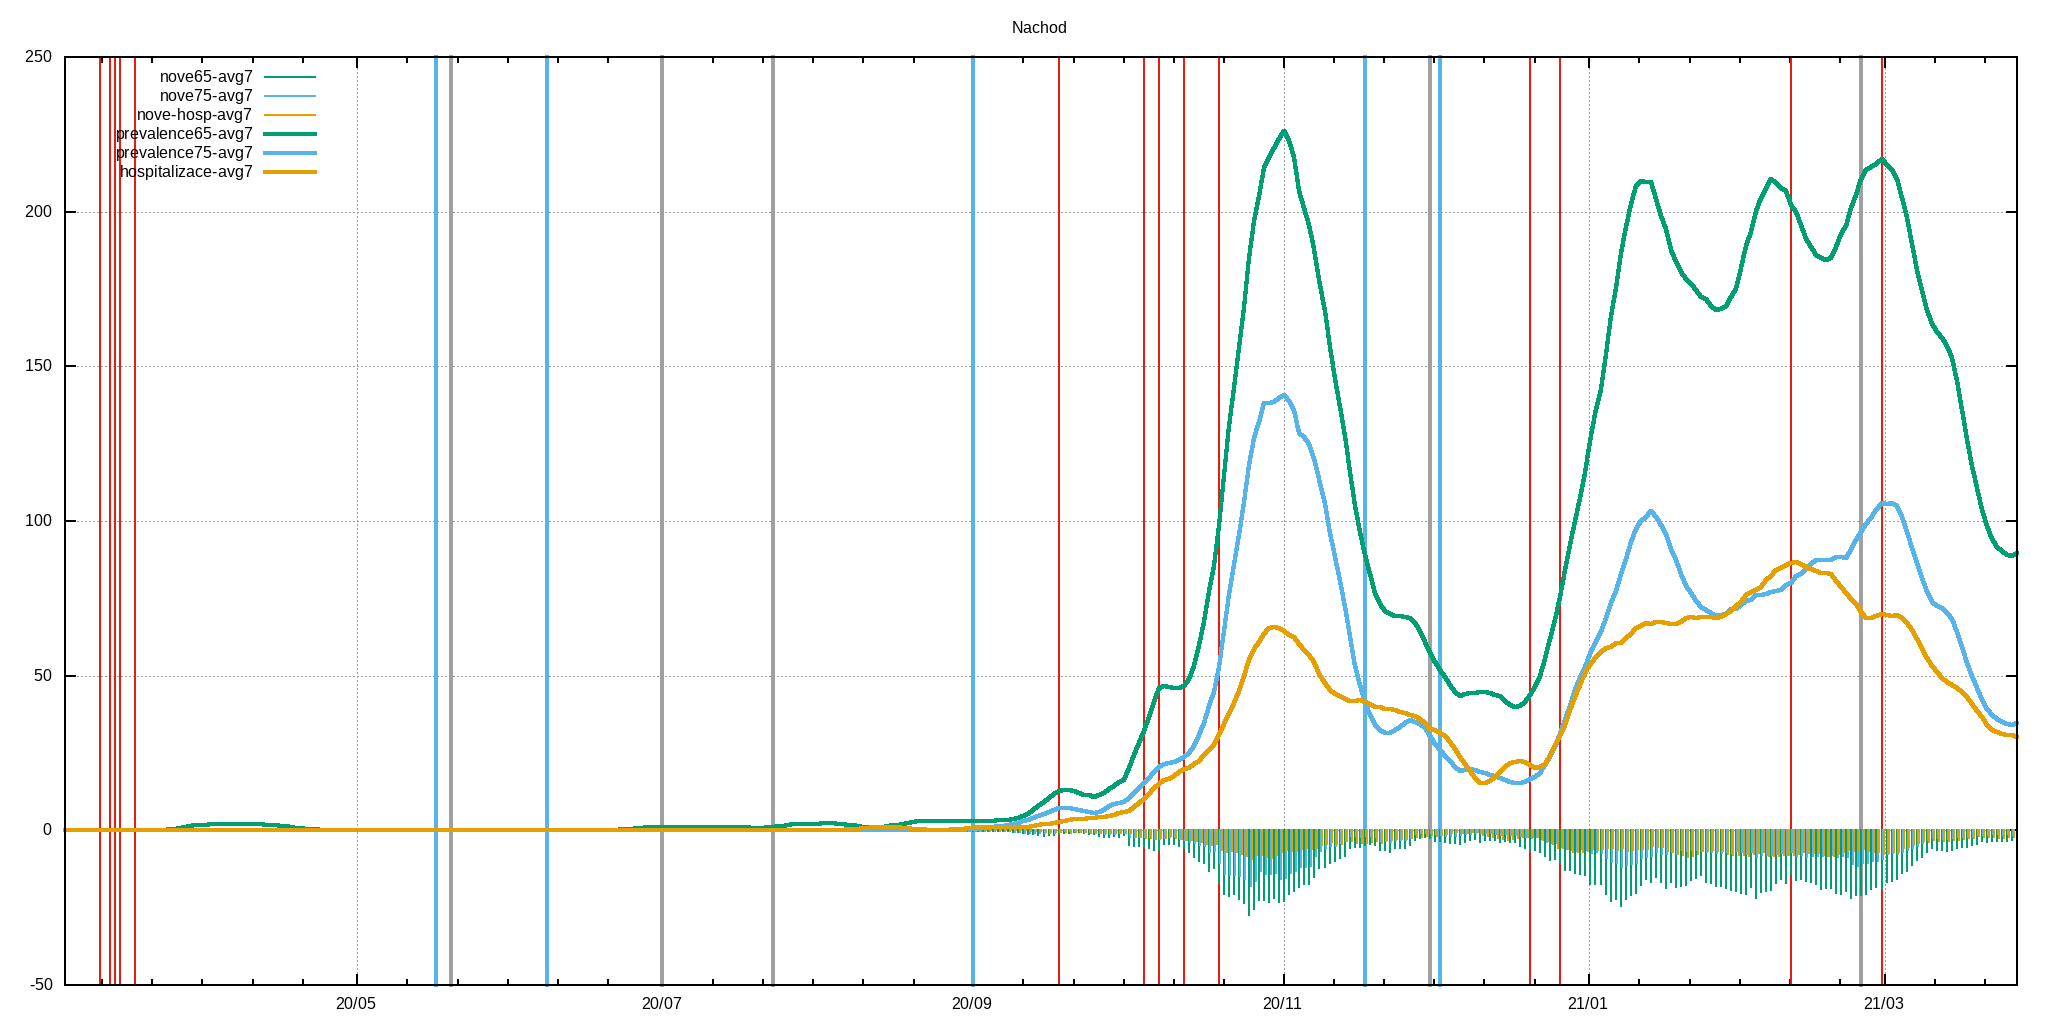 Nachod
250
nove65-avg7
nove75-avg7
nove-hosp-avg7
prevalence65-avg7
prevalence75-avg7
hospitalizace-avg7
200
150
100
50
0
-50
20/05
20/07
20/09
20/11
21/01
21/03